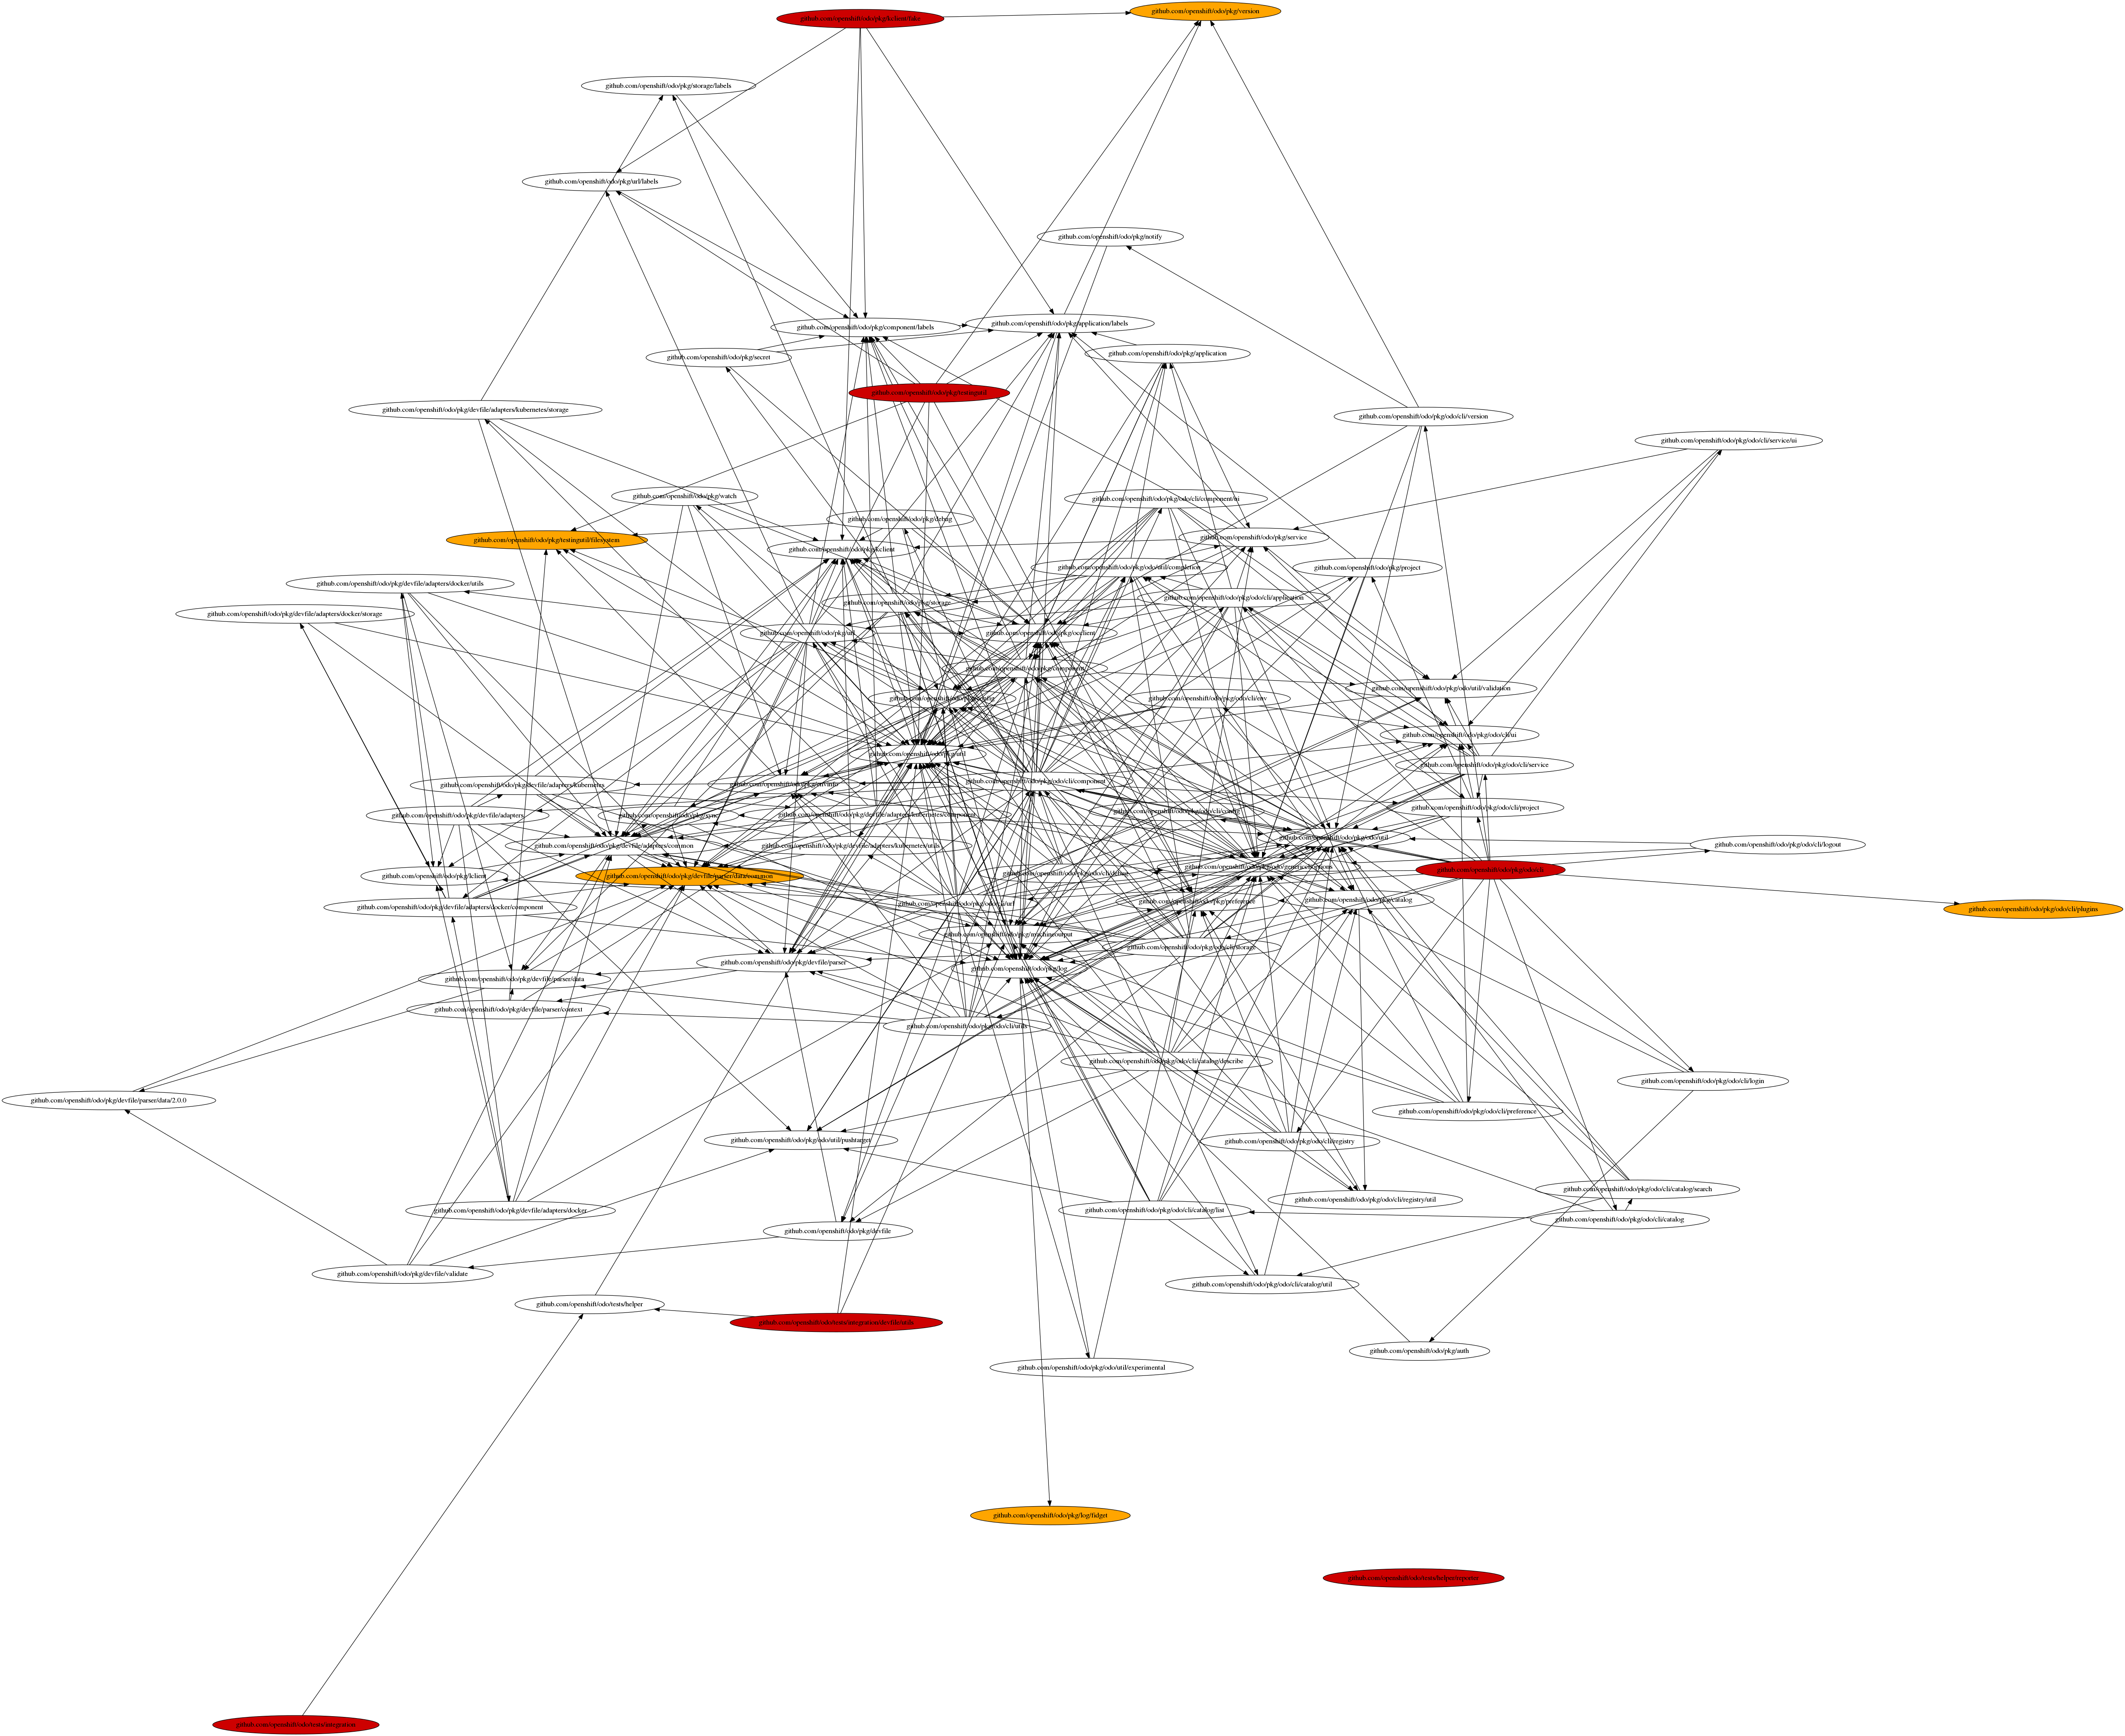 github.com/openshift/odo/pkg/version
github.com/openshift/odo/pkg/kclient/fake
github.com/openshift/odo/pkg/storage/labels
github.com/openshift/odo/pkg/url/labels
github.com/openshift/odo/pkg/notify
github.com/openshift/odo/pkg/application/labels
github.com/openshift/odo/pkg/component/labels
github.com/openshift/odo/pkg/application
github.com/openshift/odo/pkg/secret
github.com/openshift/odo/pkg/testingutil
github.com/openshift/odo/pkg/devfile/adapters/kubernetes/storage
github.com/openshift/odo/pkg/odo/cli/version
github.com/openshift/odo/pkg/odo/cli/service/ui
github.com/openshift/odo/pkg/watch
github.com/openshift/odo/pkg/odo/cli/component/ui
github.com/openshift/odo/pkg/debug
github.com/openshift/odo/pkg/service
github.com/openshift/odo/pkg/testingutil/filesystem
github.com/openshift/odo/pkg/kclient
github.com/openshift/odo/pkg/odo/util/completion
github.com/openshift/odo/pkg/project
github.com/openshift/odo/pkg/devfile/adapters/docker/utils
github.com/openshift/odo/pkg/odo/cli/application
github.com/openshift/odo/pkg/storage
github.com/openshift/odo/pkg/devfile/adapters/docker/storage
github.com/openshift/odo/pkg/url
github.com/openshift/odo/pkg/occlient
github.com/openshift/odo/pkg/component
github.com/openshift/odo/pkg/odo/util/validation
github.com/openshift/odo/pkg/config
github.com/openshift/odo/pkg/odo/cli/env
github.com/openshift/odo/pkg/odo/cli/ui
github.com/openshift/odo/pkg/util
github.com/openshift/odo/pkg/odo/cli/service
github.com/openshift/odo/pkg/odo/cli/component
github.com/openshift/odo/pkg/devfile/adapters/kubernetes
github.com/openshift/odo/pkg/envinfo
github.com/openshift/odo/pkg/odo/cli/project
github.com/openshift/odo/pkg/odo/cli/config
github.com/openshift/odo/pkg/devfile/adapters
github.com/openshift/odo/pkg/sync
github.com/openshift/odo/pkg/devfile/adapters/kubernetes/component
github.com/openshift/odo/pkg/odo/util
github.com/openshift/odo/pkg/odo/cli/logout
github.com/openshift/odo/pkg/devfile/adapters/common
github.com/openshift/odo/pkg/devfile/adapters/kubernetes/utils
github.com/openshift/odo/pkg/odo/genericclioptions
github.com/openshift/odo/pkg/odo/cli
github.com/openshift/odo/pkg/odo/cli/debug
github.com/openshift/odo/pkg/lclient
github.com/openshift/odo/pkg/devfile/parser/data/common
github.com/openshift/odo/pkg/catalog
github.com/openshift/odo/pkg/preference
github.com/openshift/odo/pkg/odo/cli/url
github.com/openshift/odo/pkg/devfile/adapters/docker/component
github.com/openshift/odo/pkg/odo/cli/plugins
github.com/openshift/odo/pkg/machineoutput
github.com/openshift/odo/pkg/odo/cli/storage
github.com/openshift/odo/pkg/devfile/parser
github.com/openshift/odo/pkg/log
github.com/openshift/odo/pkg/devfile/parser/data
github.com/openshift/odo/pkg/devfile/parser/context
github.com/openshift/odo/pkg/odo/cli/utils
github.com/openshift/odo/pkg/odo/cli/catalog/describe
github.com/openshift/odo/pkg/odo/cli/login
github.com/openshift/odo/pkg/devfile/parser/data/2.0.0
github.com/openshift/odo/pkg/odo/cli/preference
github.com/openshift/odo/pkg/odo/util/pushtarget
github.com/openshift/odo/pkg/odo/cli/registry
github.com/openshift/odo/pkg/odo/cli/catalog/search
github.com/openshift/odo/pkg/odo/cli/registry/util
github.com/openshift/odo/pkg/devfile/adapters/docker
github.com/openshift/odo/pkg/odo/cli/catalog/list
github.com/openshift/odo/pkg/odo/cli/catalog
github.com/openshift/odo/pkg/devfile
github.com/openshift/odo/pkg/devfile/validate
github.com/openshift/odo/pkg/odo/cli/catalog/util
github.com/openshift/odo/tests/helper
github.com/openshift/odo/tests/integration/devfile/utils
github.com/openshift/odo/pkg/auth
github.com/openshift/odo/pkg/odo/util/experimental
github.com/openshift/odo/pkg/log/fidget
github.com/openshift/odo/tests/helper/reporter
github.com/openshift/odo/tests/integration